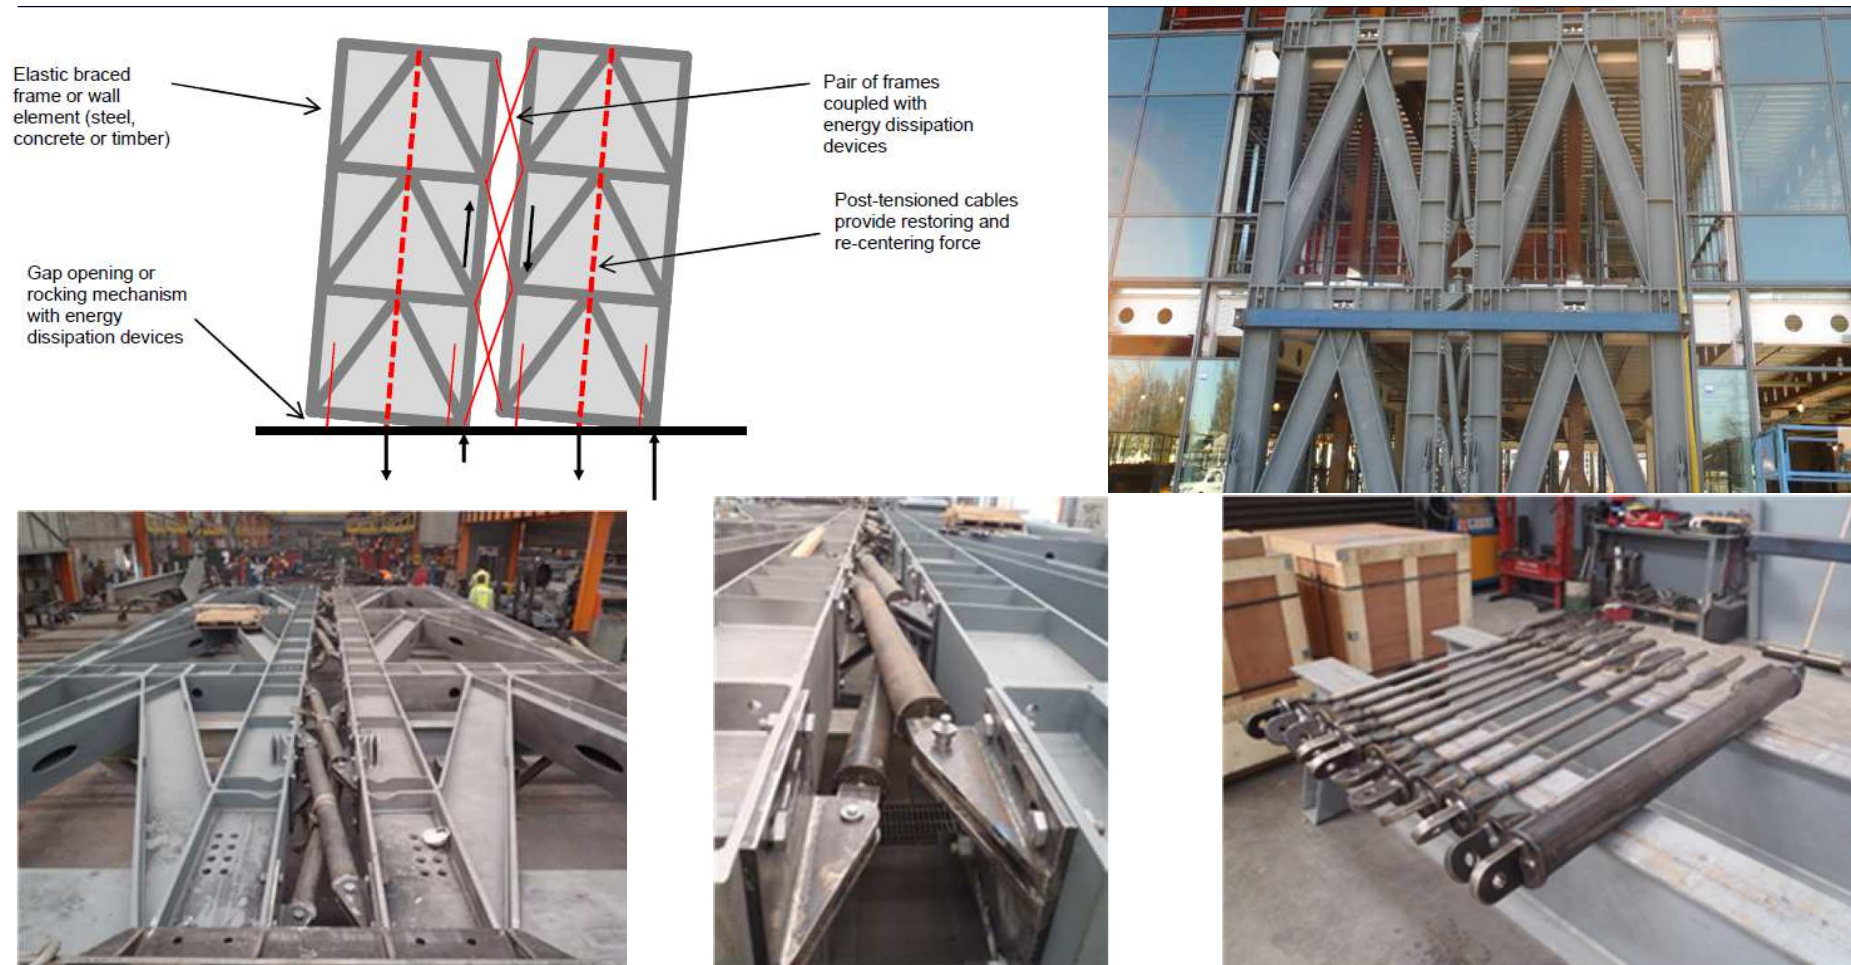 Elastic braced
frame or wall
element (steel,
concrete or timber)
Pair of frames
coupled with
energy dissipation
devices
Post-tensioned cables
provide restoring and
re-centering force
Gap opening or
rocking mechanism
with energy
dissipation devices